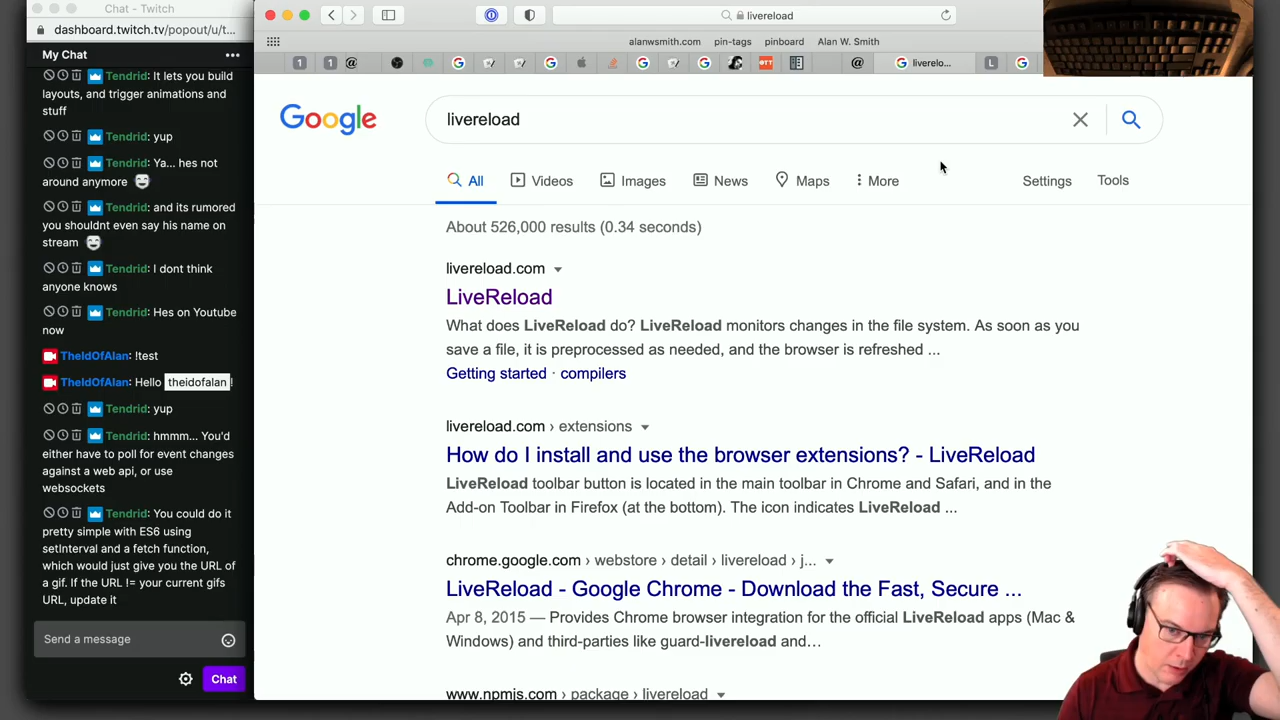 Chat - Twitch
dashboard.twitch.tv/popout/u/t...
My Chat
Tendrid: It lets you build
layouts, and trigger animations and
stuff
Tendrid: yup
Tendrid: Ya... hes not
around anymore
Tendrid: and its rumored
you shouldnt even say his name on
stream
Tendrid: I dont think
anyone knows
Tendrid: Hes on Youtube
now
TheIdOfAlan: !test
TheIdOfAlan: Hello theidofalan !
Tendrid: yup
Tendrid: hmmm... You'd
either have to poll for event changes
against a web api, or use
websockets
Tendrid: You could do it
pretty simple with ES6 using
setInterval and a fetch function,
which would just give you the URL of
a gif. If the URL != your current gifs
URL, update it
Send a message
Chat
livereload
alanwsmith.com pin-tags pinboard Alan W. Smith
1 1 @ G G G G OTT @ G liverelo... L G
Google
livereload
All Videos Images News Maps More Settings Tools
About 526,000 results (0.34 seconds)
livereload.com
LiveReload
What does LiveReload do? LiveReload monitors changes in the file system. As soon as you
save a file, it is preprocessed as needed, and the browser is refreshed ...
Getting started · compilers
livereload.com › extensions
How do I install and use the browser extensions? - LiveReload
LiveReload toolbar button is located in the main toolbar in Chrome and Safari, and in the
Add-on Toolbar in Firefox (at the bottom). The icon indicates LiveReload ...
chrome.google.com › webstore › detail › livereload › j...
LiveReload - Google Chrome - Download the Fast, Secure ...
Apr 8, 2015 — Provides Chrome browser integration for the official LiveReload apps (Mac &
Windows) and third-parties like guard-livereload and...
www.npmjs.com › package › livereload